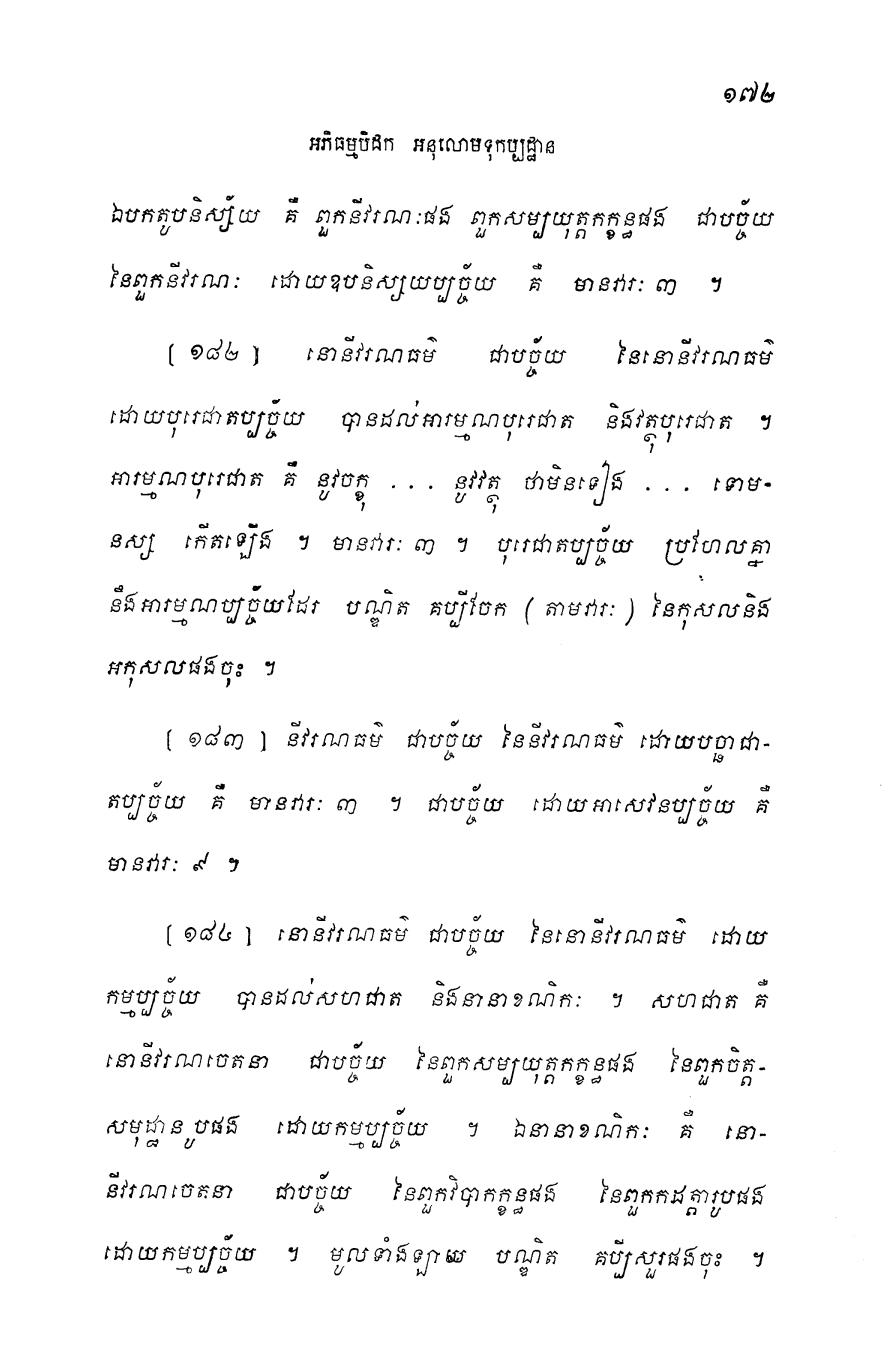 ១៧២
អភិធម្មបិដក អនុលោមទុកប្បដ្ឋាន
ឯបកតូបនិស្ស័យ គឺ ពួកនីវរណៈផង ពួកសម្បយុត្តកក្ខន្ធផង ជាបច្ច័យ
នៃពួកនីវរណៈ ដោយឧបនិស្សយប្បច្ច័យ គឺ មានវារៈ ៣ ។
[ ១៨២ ] នោនីវរណធម៌ ជាបច្ច័យ នៃនោនីវរណធម៌
ដោយបុរេជាតប្បច្ច័យ បានដល់អារម្មណបុរេជាត និងវត្ថុបុរេជាត ។
អារម្មណបុរេជាត គឺ នូវចក្ខុ ... នូវវត្ថុ ថាមិនទៀង ... ទោម-
នស្ស កើតឡើង ។ មានវារៈ ៣ ។ បុរេជាតប្បច្ច័យ ប្រហែលគ្នា
នឹងអារម្មណប្បច្ច័យដែរ បណ្ឌិត គប្បីចែក ( តាមវារៈ ) នៃកុសលនិង
អកុសលផងចុះ ។
[ ១៨៣ ] នីវរណធម៌ ជាបច្ច័យ នៃនីវរណធម៌ ដោយបច្ឆាជា-
តប្បច្ច័យ គឺ មានវារៈ ៣ ។ ជាបច្ច័យ ដោយអាសេវនប្បច្ច័យ គឺ
មានវារៈ ៩ ។
[ ១៨៤ ] នោនីវរណធម៌ ជាបច្ច័យ នៃនោនីវរណធម៌ ដោយ
កម្មប្បច្ច័យ បានដល់សហជាត និងនានាខណិកៈ ។ សហជាត គឺ
នោនីវរណចេតនា ជាបច្ច័យ នៃពួកសម្បយុត្តកក្ខន្ធផង នៃពួកចិត្ត-
សមុដ្ឋានរូបផង ដោយកម្មប្បច្ច័យ ។ ឯនានាខណិកៈ គឺ នោ-
នីវរណចេតនា ជាបច្ច័យ នៃពួកវិបាកក្ខន្ធផង នៃពួកកដត្តារូបផង
ដោយកម្មប្បច្ច័យ ។ មូលទាំងឡាយ បណ្ឌិត គប្បីសួរផងចុះ ។